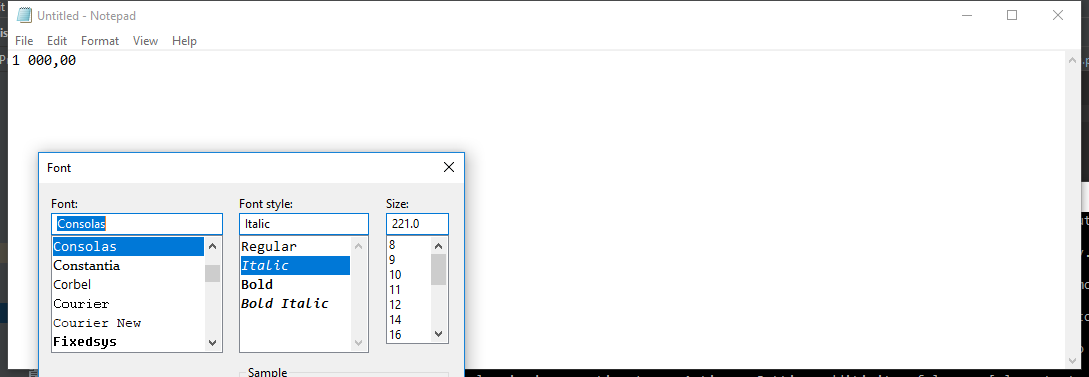 Untitled - Notepad
File Edit Format View Help
1 000,00
Font
Font: Font style: Size:
Consolas Italic 221.0
Consolas Regular 8
Constantia Italic 9
Corbel Bold 10
Courier Bold Italic 11
Courier New 12
Fixedsys 14
16
Sample